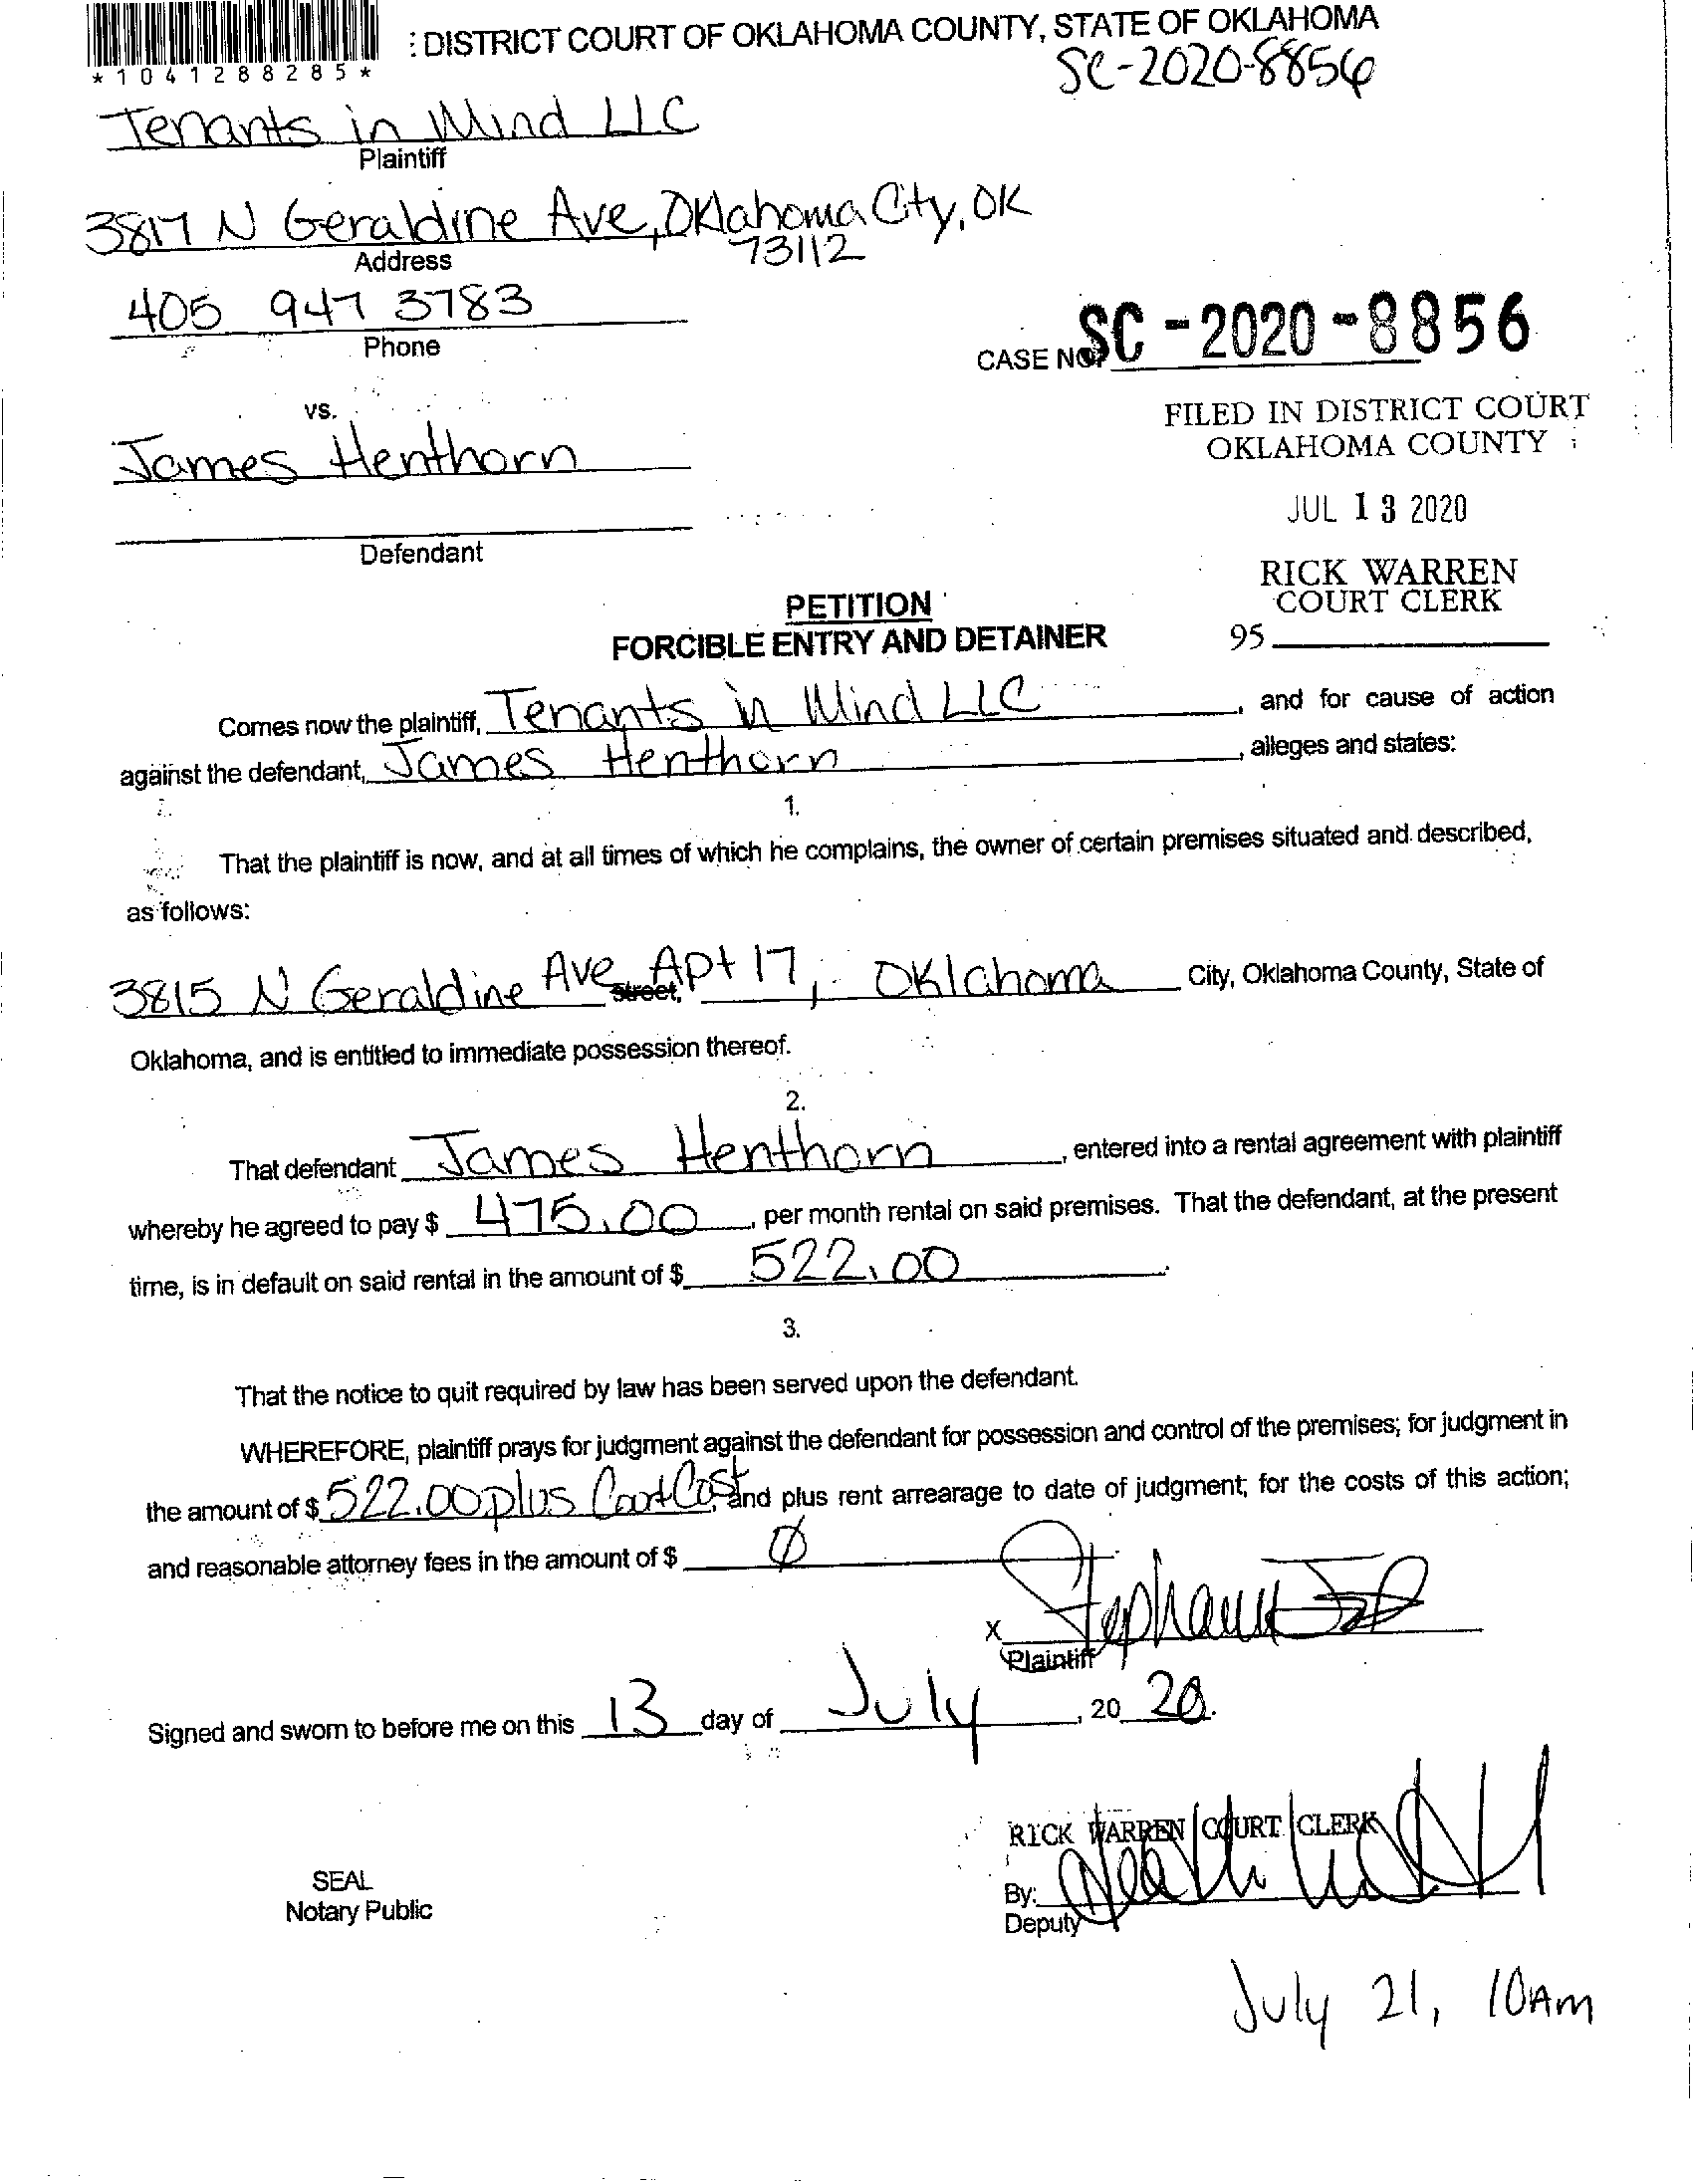 : DISTRICT COURT OF OKLAHOMA COUNTY, STATE OF OKLAHOMA
*1041288285*
SC-2020-8856
Tenants in Mind LLC
Plaintiff
3817 N Geraldine Ave, Oklahoma City, OK
73112
Address
405 947 3783
Phone
CASE NO. SC-2020-8856
vs.
FILED IN DISTRICT COURT
OKLAHOMA COUNTY
James Henthorn
JUL 13 2020
Defendant
RICK WARREN
COURT CLERK
95
PETITION
FORCIBLE ENTRY AND DETAINER
Comes now the plaintiff, Tenants in Mind LLC, and for cause of action
against the defendant, James Henthorn, alleges and states:
1.
That the plaintiff is now, and at all times of which he complains, the owner of certain premises situated and described,
as follows:
3815 N Geraldine Ave Street, Apt 17, Oklahoma City, Oklahoma County, State of
Oklahoma, and is entitled to immediate possession thereof.
2.
That defendant James Henthorn, entered into a rental agreement with plaintiff
whereby he agreed to pay $ 475.00, per month rental on said premises. That the defendant, at the present
time, is in default on said rental in the amount of $ 522.00.
3.
That the notice to quit required by law has been served upon the defendant.
WHEREFORE, plaintiff prays for judgment against the defendant for possession and control of the premises; for judgment in
the amount of $ 522.00 plus Court Cost, and plus rent arrearage to date of judgment; for the costs of this action;
and reasonable attorney fees in the amount of $ Ø
X
Plaintiff
Signed and sworn to before me on this 13 day of July, 20 20.
RICK WARREN COURT CLERK
SEAL
Notary Public
By:
Deputy
July 21, 10AM